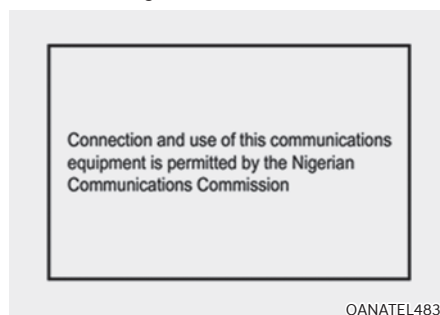 Connection and use of this communications
equipment is permitted by the Nigerian
Communications Commission
OANATEL483